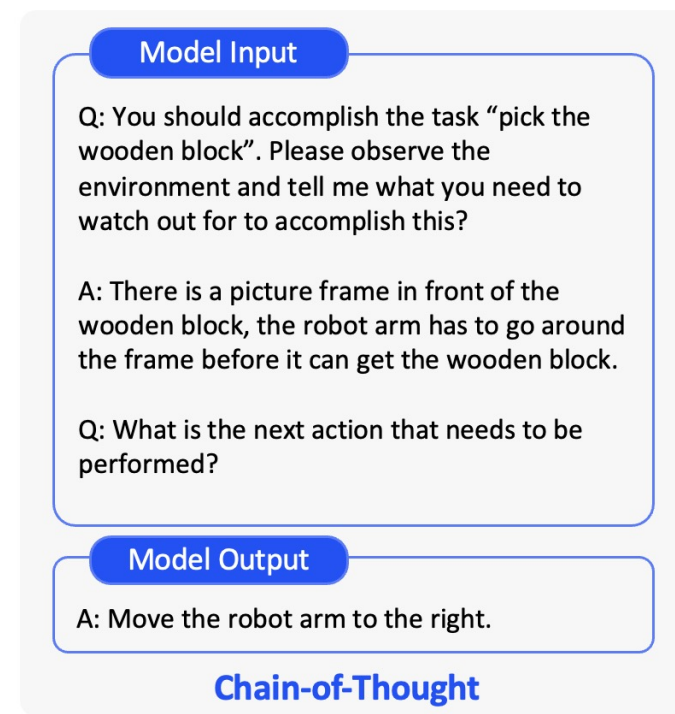 Model Input
Q: You should accomplish the task “pick the
wooden block”. Please observe the
environment and tell me what you need to
watch out for to accomplish this?
A: There is a picture frame in front of the
wooden block, the robot arm has to go around
the frame before it can get the wooden block.
Q: What is the next action that needs to be
performed?
Model Output
A: Move the robot arm to the right.
Chain-of-Thought